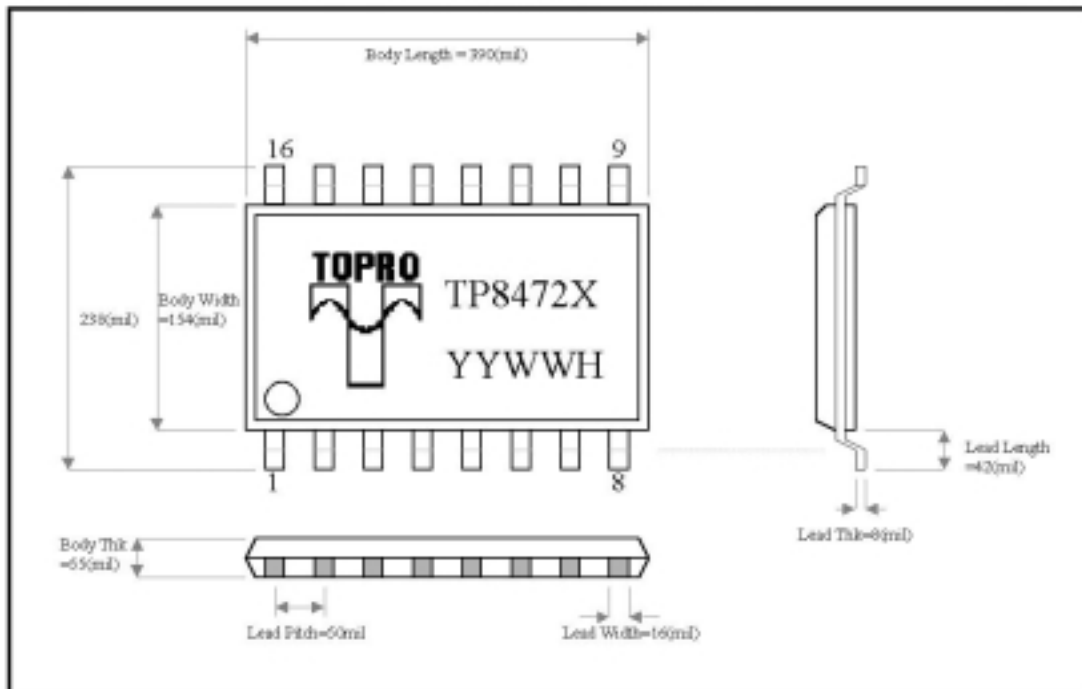 Body Length = 390(mil)
16
9
TOPRO
TP8472X
YYWWH
238(mil)
Body Width
=154(mil)
1
8
Lead Length
=42(mil)
Lead Thk=8(mil)
Body Thk
=55(mil)
Lead Pitch=50mil
Lead Width=16(mil)